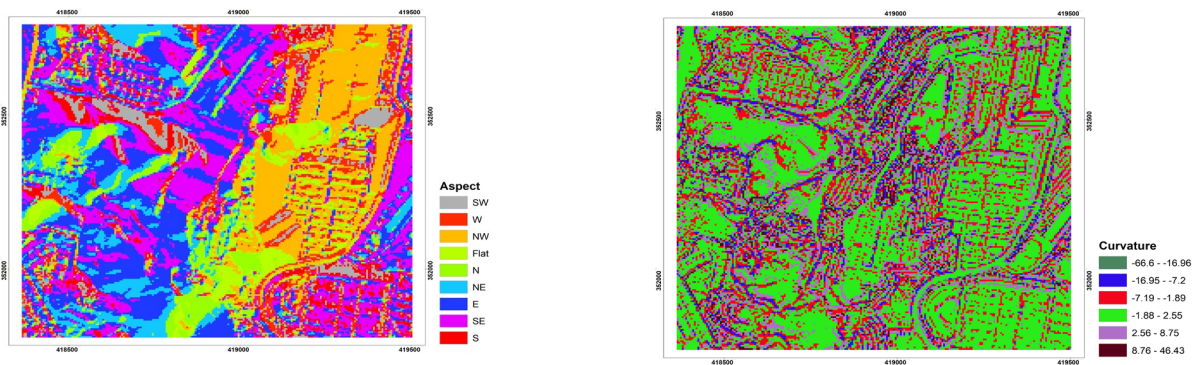 418500 419000 419500
352500 352500
352000 352000
418500 419000 419500
Aspect
SW
W
NW
Flat
N
NE
E
SE
S
418500 419000 419500
352500 352500
352000 352000
418500 419000 419500
Curvature
-66.6 - -16.96
-16.95 - -7.2
-7.19 - -1.89
-1.88 - 2.55
2.56 - 8.75
8.76 - 46.43